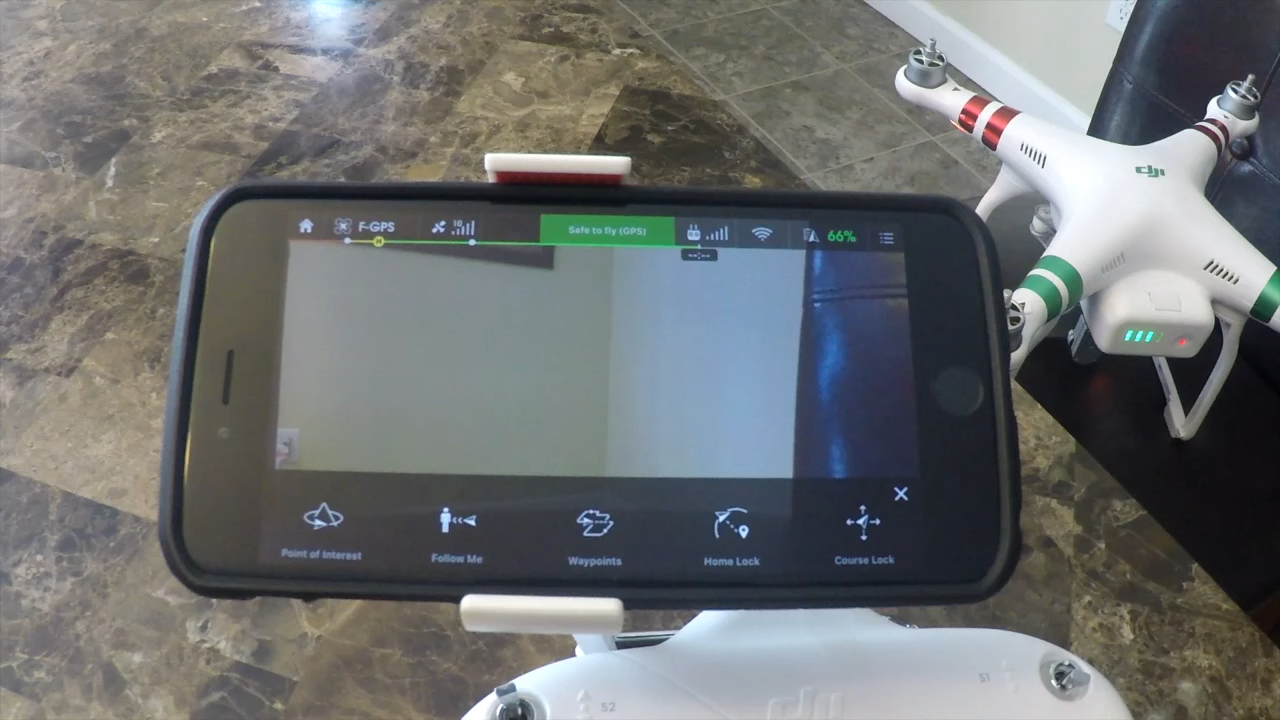 dji
F-GPS
10
Safe to fly (GPS)
66%
H
Point of Interest
Follow Me
Waypoints
Home Lock
Course Lock
S1
S2
dji